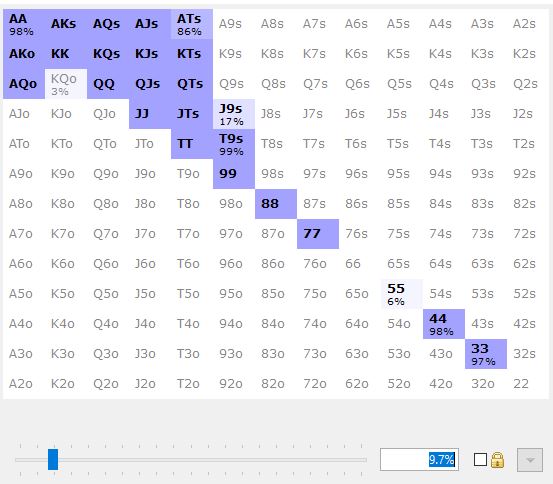 AA AKs AQs AJs ATs A9s A8s A7s A6s A5s A4s A3s A2s
98% 86%
AKo KK KQs KJs KTs K9s K8s K7s K6s K5s K4s K3s K2s
AQo KQo QQ QJs QTs Q9s Q8s Q7s Q6s Q5s Q4s Q3s Q2s
3%
AJo KJo QJo JJ JTs J9s J8s J7s J6s J5s J4s J3s J2s
17%
ATo KTo QTo JTo TT T9s T8s T7s T6s T5s T4s T3s T2s
99%
A9o K9o Q9o J9o T9o 99 98s 97s 96s 95s 94s 93s 92s
A8o K8o Q8o J8o T8o 98o 88 87s 86s 85s 84s 83s 82s
A7o K7o Q7o J7o T7o 97o 87o 77 76s 75s 74s 73s 72s
A6o K6o Q6o J6o T6o 96o 86o 76o 66 65s 64s 63s 62s
A5o K5o Q5o J5o T5o 95o 85o 75o 65o 55 54s 53s 52s
6%
A4o K4o Q4o J4o T4o 94o 84o 74o 64o 54o 44 43s 42s
98%
A3o K3o Q3o J3o T3o 93o 83o 73o 63o 53o 43o 33 32s
97%
A2o K2o Q2o J2o T2o 92o 82o 72o 62o 52o 42o 32o 22
9.7%